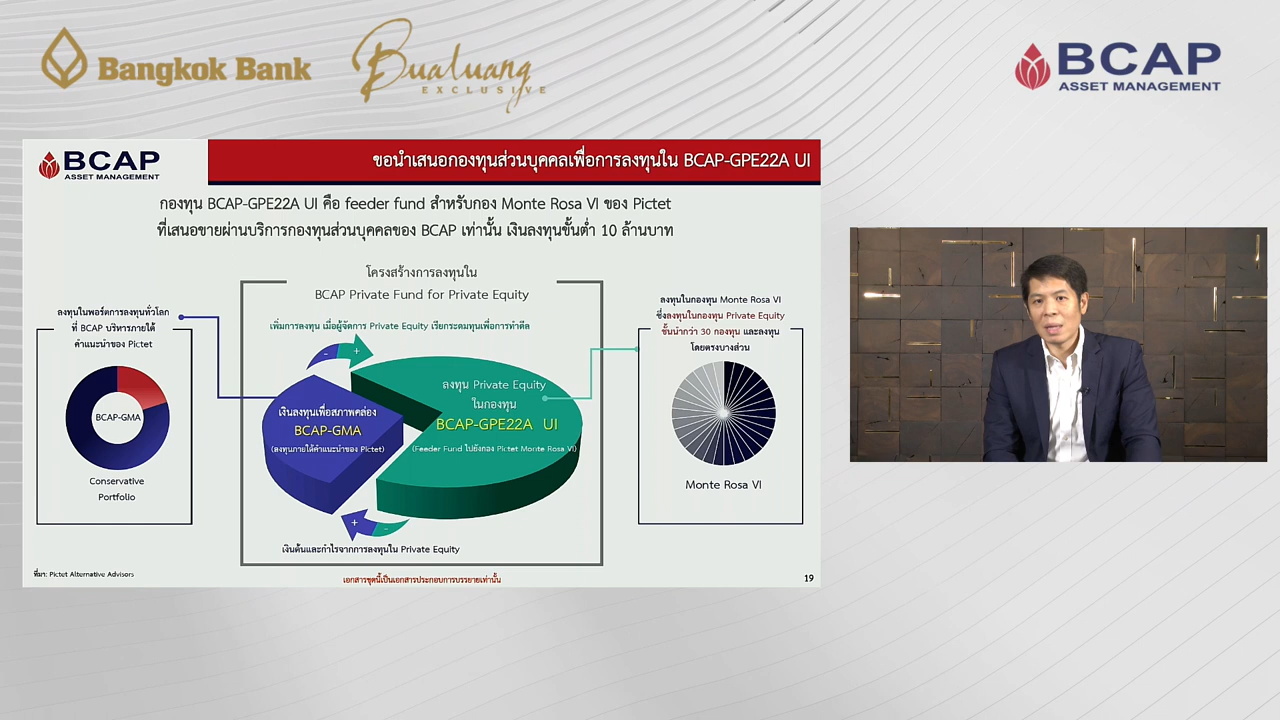 Bangkok Bank
Bualuang
EXCLUSIVE
BCAP
ASSET MANAGEMENT
BCAP
ASSET MANAGEMENT
ขอนำเสนอกองทุนส่วนบุคคลเพื่อการลงทุนใน BCAP-GPE22A UI
กองทุน BCAP-GPE22A UI คือ feeder fund สำหรับกอง Monte Rosa VI ของ Pictet
ที่เสนอขายผ่านบริการกองทุนส่วนบุคคลของ BCAP เท่านั้น เงินลงทุนขั้นต่ำ 10 ล้านบาท
โครงสร้างการลงทุนใน
BCAP Private Fund for Private Equity
ลงทุนในพอร์ตการลงทุนทั่วโลก
ที่ BCAP บริหารภายใต้
คำแนะนำของ Pictet
BCAP-GMA
Conservative
Portfolio
เพิ่มการลงทุน เมื่อผู้จัดการ Private Equity เรียกระดมทุนเพื่อการทำดีล
- +
เงินลงทุนเพื่อสภาพคล่อง
BCAP-GMA
(ลงทุนภายใต้คำแนะนำของ Pictet)
ลงทุน Private Equity
ในกองทุน
BCAP-GPE22A UI
(Feeder Fund ไปยังกอง Pictet Monte Rosa VI)
+ -
เงินต้นและกำไรจากการลงทุนใน Private Equity
ลงทุนในกองทุน Monte Rosa VI
ซึ่งลงทุนในกองทุน Private Equity
ชั้นนำกว่า 30 กองทุน และลงทุน
โดยตรงบางส่วน
Monte Rosa VI
ที่มา: Pictet Alternative Advisors
เอกสารชุดนี้เป็นเอกสารประกอบการบรรยายเท่านั้น
19